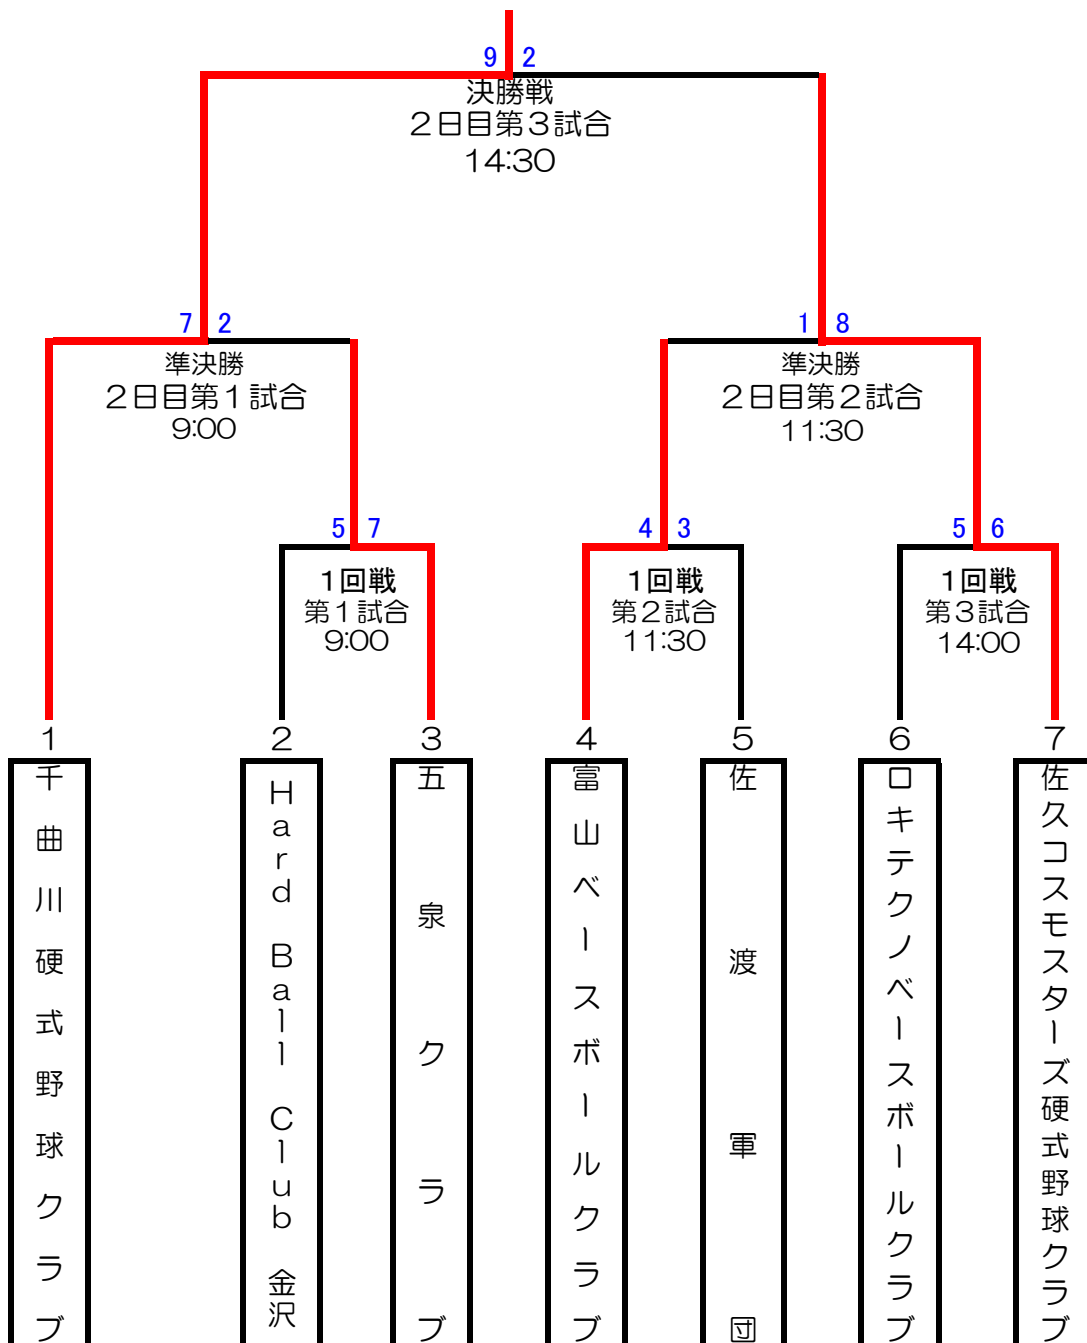 9 2
決勝戦
２日目第３試合
14:30
7 2
準決勝
２日目第１試合
9:00
1 8
準決勝
２日目第２試合
11:30
5 7
1回戦
第１試合
9:00
4 3
1回戦
第２試合
11:30
5 6
1回戦
第３試合
14:00
1
千曲川硬式野球クラブ
2
Hard Ball Club 金沢
3
五泉クラブ
4
富山ベースボールクラブ
5
佐渡軍団
6
ロキテクノベースボールクラブ
7
佐久コスモスターズ硬式野球クラブ